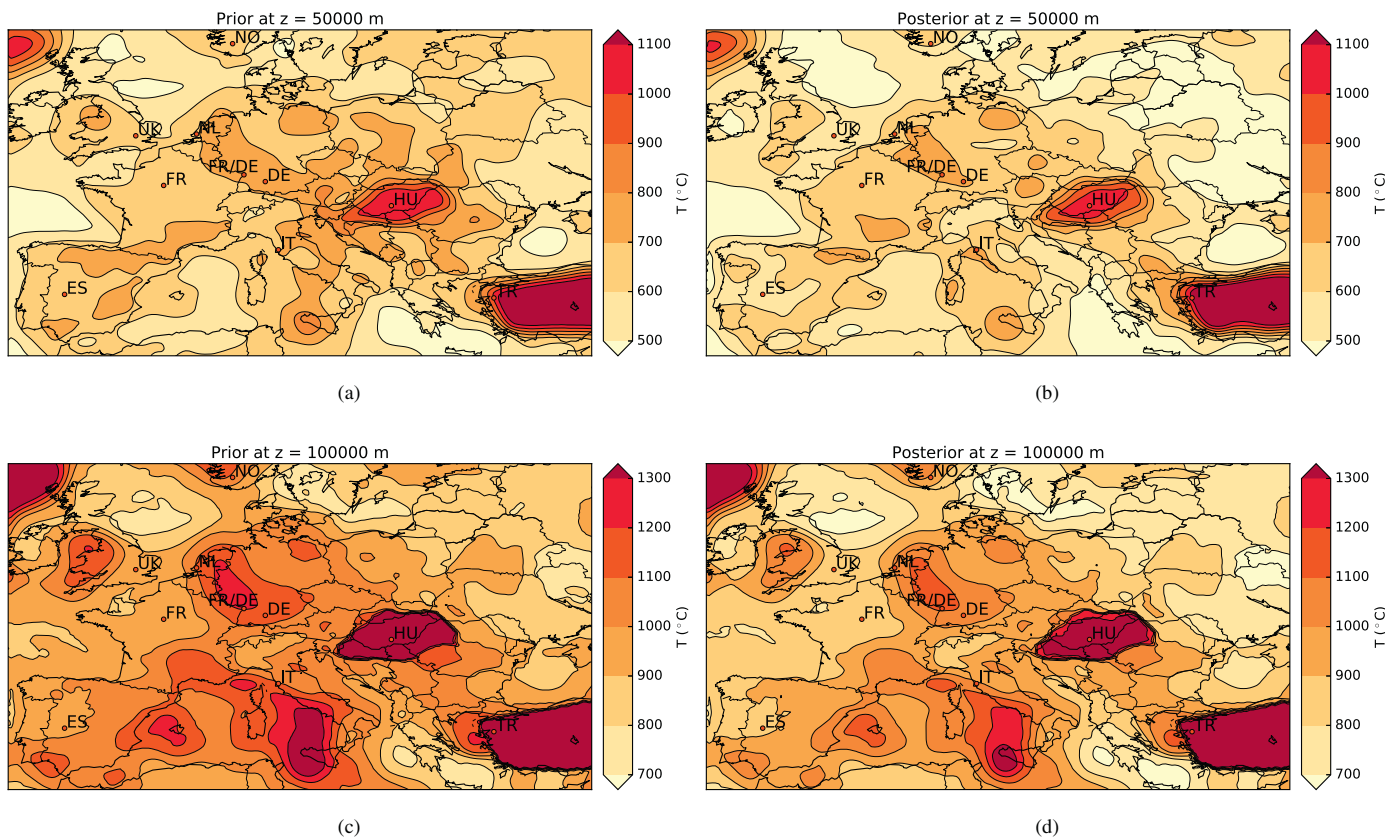 Prior at z = 50000 m
NO
UK
NL
FR/DE
DE
FR
HU
IT
ES
TR
1100
1000
900
800
700
600
500
T (°C)
(a)
Posterior at z = 50000 m
NO
UK
NL
FR/DE
DE
FR
HU
IT
ES
TR
1100
1000
900
800
700
600
500
T (°C)
(b)
Prior at z = 100000 m
NO
UK
NL
FR/DE
DE
FR
HU
IT
ES
TR
1300
1200
1100
1000
900
800
700
T (°C)
(c)
Posterior at z = 100000 m
NO
UK
NL
FR/DE
DE
FR
HU
IT
ES
TR
1300
1200
1100
1000
900
800
700
T (°C)
(d)